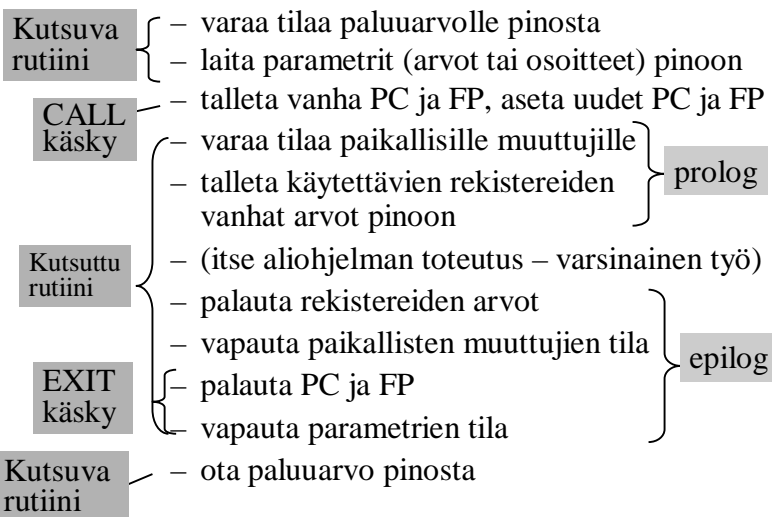 Kutsuva
rutiini
– varaa tilaa paluuarvolle pinosta
– laita parametrit (arvot tai osoitteet) pinoon
CALL
käsky
– talleta vanha PC ja FP, aseta uudet PC ja FP
Kutsuttu
rutiini
– varaa tilaa paikallisille muuttujille
– talleta käytettävien rekistereiden
vanhat arvot pinoon
prolog
– (itse aliohjelman toteutus – varsinainen työ)
– palauta rekistereiden arvot
– vapauta paikallisten muuttujien tila
epilog
EXIT
käsky
– palauta PC ja FP
– vapauta parametrien tila
Kutsuva
rutiini
– ota paluuarvo pinosta